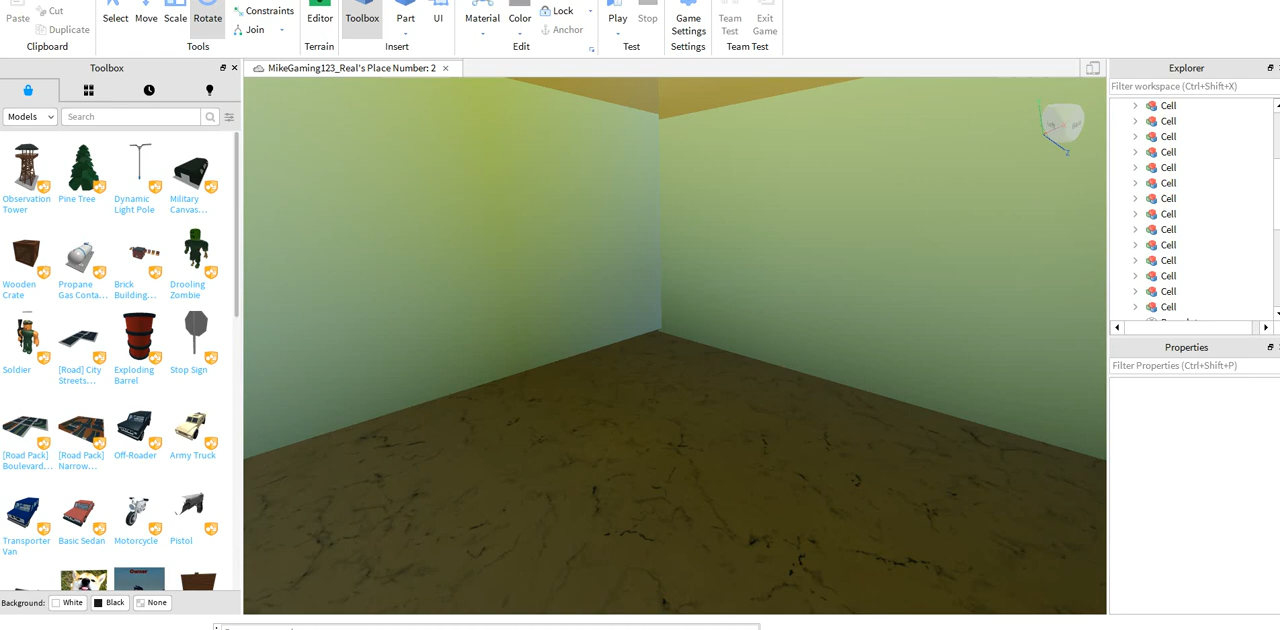 Paste Cut Duplicate Clipboard
Select Move Scale Rotate Constraints Join Tools
Editor Terrain
Toolbox Part UI Insert
Material Color Lock Anchor Edit
Play Stop Test
Game Settings Settings
Team Test Exit Game Team Test
Toolbox
MikeGaming123_Real's Place Number: 2
Explorer
Filter workspace (Ctrl+Shift+X)
Models Search
Observation Tower
Pine Tree
Dynamic Light Pole
Military Canvas...
Wooden Crate
Propane Gas Conta...
Brick Building...
Drooling Zombie
Soldier
[Road] City Streets...
Exploding Barrel
Stop Sign
[Road Pack] Boulevard...
[Road Pack] Narrow...
Off-Roader
Army Truck
Transporter Van
Basic Sedan
Motorcycle
Pistol
Owner
Background: White Black None
Cell
Cell
Cell
Cell
Cell
Cell
Cell
Cell
Cell
Cell
Cell
Cell
Cell
Cell
Properties
Filter Properties (Ctrl+Shift+P)